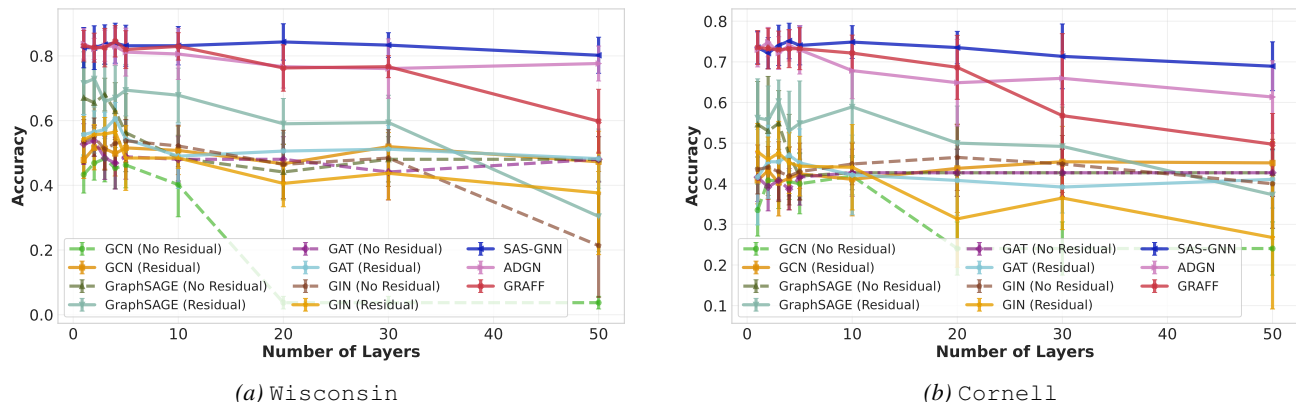 0.8
0.6
0.4
0.2
0.0
Accuracy
GCN (No Residual)
GCN (Residual)
GraphSAGE (No Residual)
GraphSAGE (Residual)
GAT (No Residual)
GAT (Residual)
GIN (No Residual)
GIN (Residual)
SAS-GNN
ADGN
GRAFF
0 10 20 30 40 50
Number of Layers
(a) Wisconsin
0.8
0.7
0.6
0.5
0.4
0.3
0.2
0.1
Accuracy
GCN (No Residual)
GCN (Residual)
GraphSAGE (No Residual)
GraphSAGE (Residual)
GAT (No Residual)
GAT (Residual)
GIN (No Residual)
GIN (Residual)
SAS-GNN
ADGN
GRAFF
0 10 20 30 40 50
Number of Layers
(b) Cornell